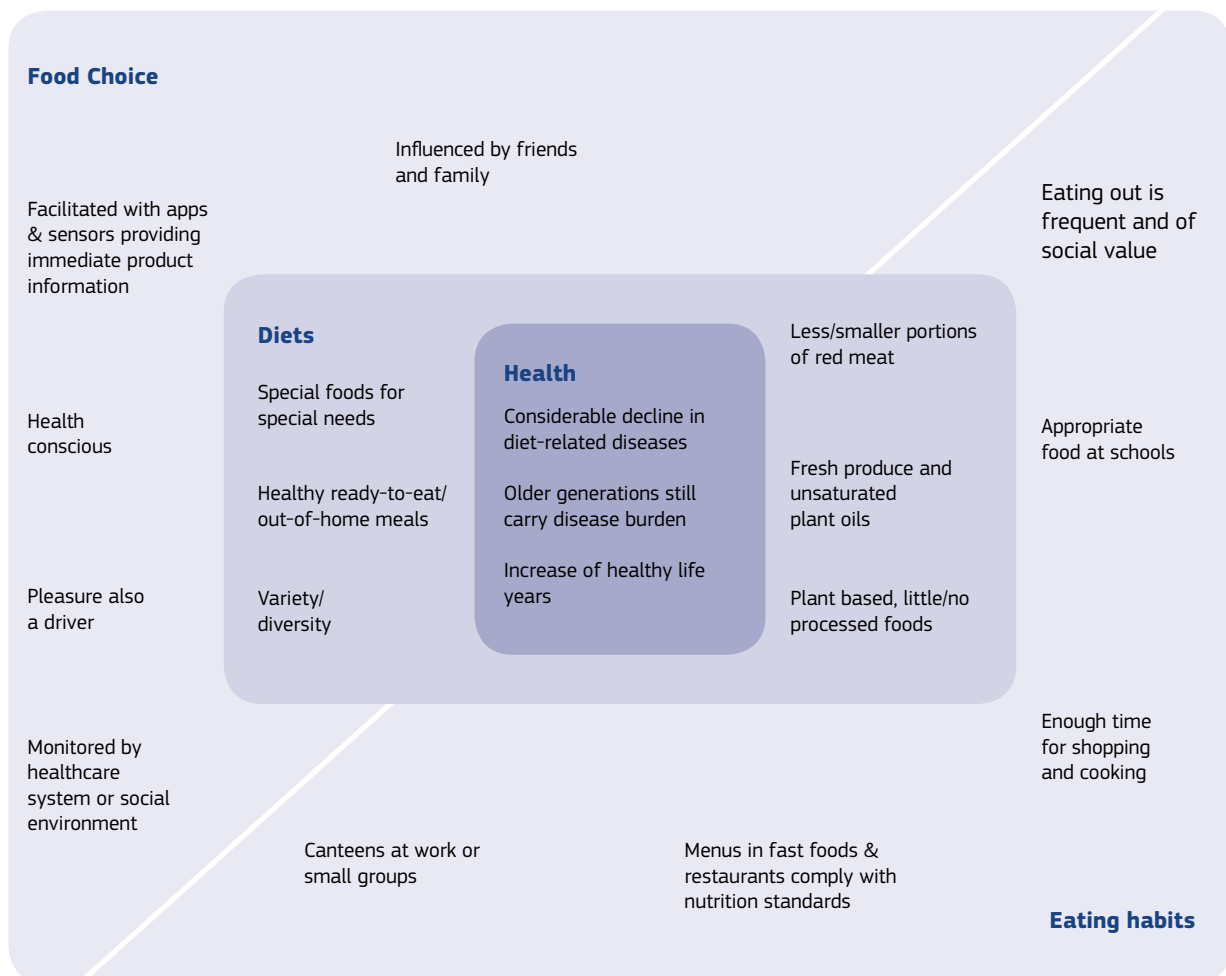 Food Choice
Influenced by friends
and family
Facilitated with apps
& sensors providing
immediate product
information
Health
conscious
Pleasure also
a driver
Monitored by
healthcare
system or social
environment
Diets
Special foods for
special needs
Healthy ready-to-eat/
out-of-home meals
Variety/
diversity
Health
Considerable decline in
diet-related diseases
Older generations still
carry disease burden
Increase of healthy life
years
Less/smaller portions
of red meat
Fresh produce and
unsaturated
plant oils
Plant based, little/no
processed foods
Eating out is
frequent and of
social value
Appropriate
food at schools
Enough time
for shopping
and cooking
Canteens at work or
small groups
Menus in fast foods &
restaurants comply with
nutrition standards
Eating habits